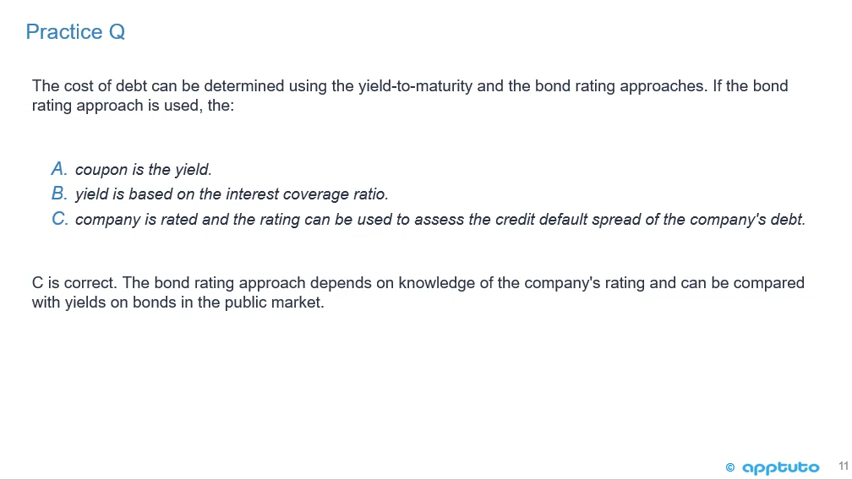 Practice Q
The cost of debt can be determined using the yield-to-maturity and the bond rating approaches. If the bond
rating approach is used, the:
A. coupon is the yield.
B. yield is based on the interest coverage ratio.
C. company is rated and the rating can be used to assess the credit default spread of the company's debt.
C is correct. The bond rating approach depends on knowledge of the company's rating and can be compared
with yields on bonds in the public market.
© apptuto 11